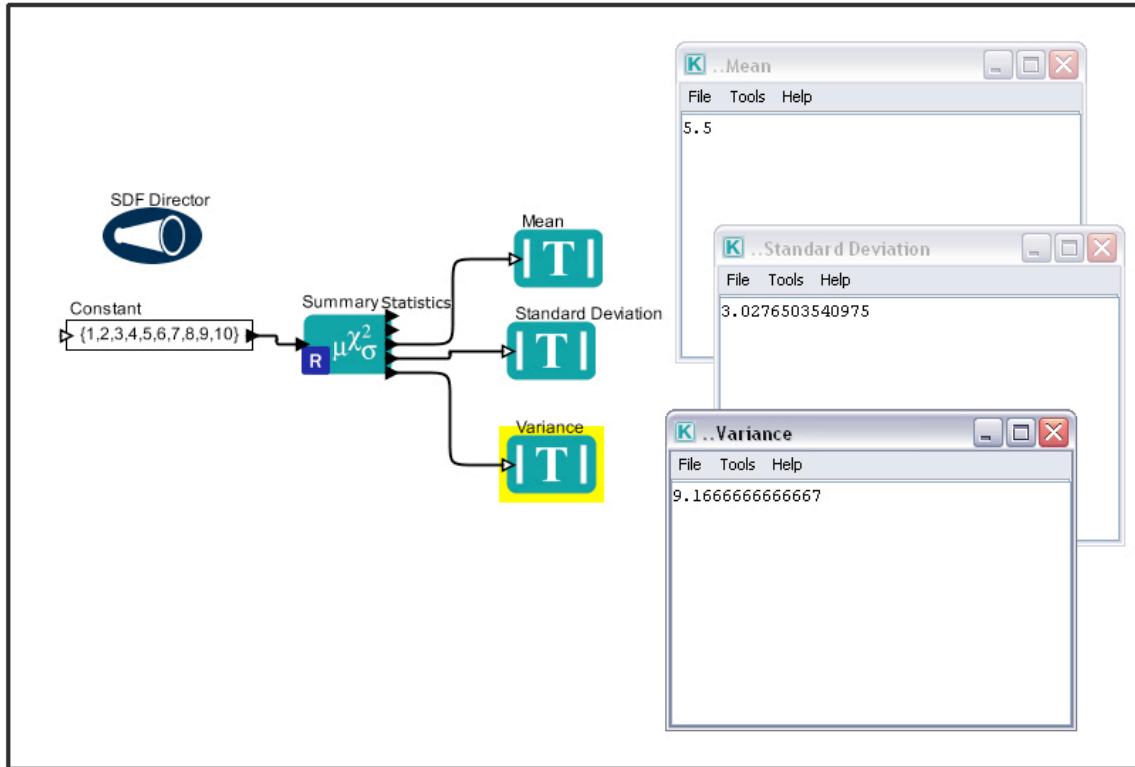 SDF Director
Constant
{1,2,3,4,5,6,7,8,9,10}
Summary Statistics
μχ²σ
R
Mean
T
Standard Deviation
T
Variance
T
K ..Mean
File Tools Help
5.5
K ..Standard Deviation
File Tools Help
3.0276503540975
K ..Variance
File Tools Help
9.1666666666667